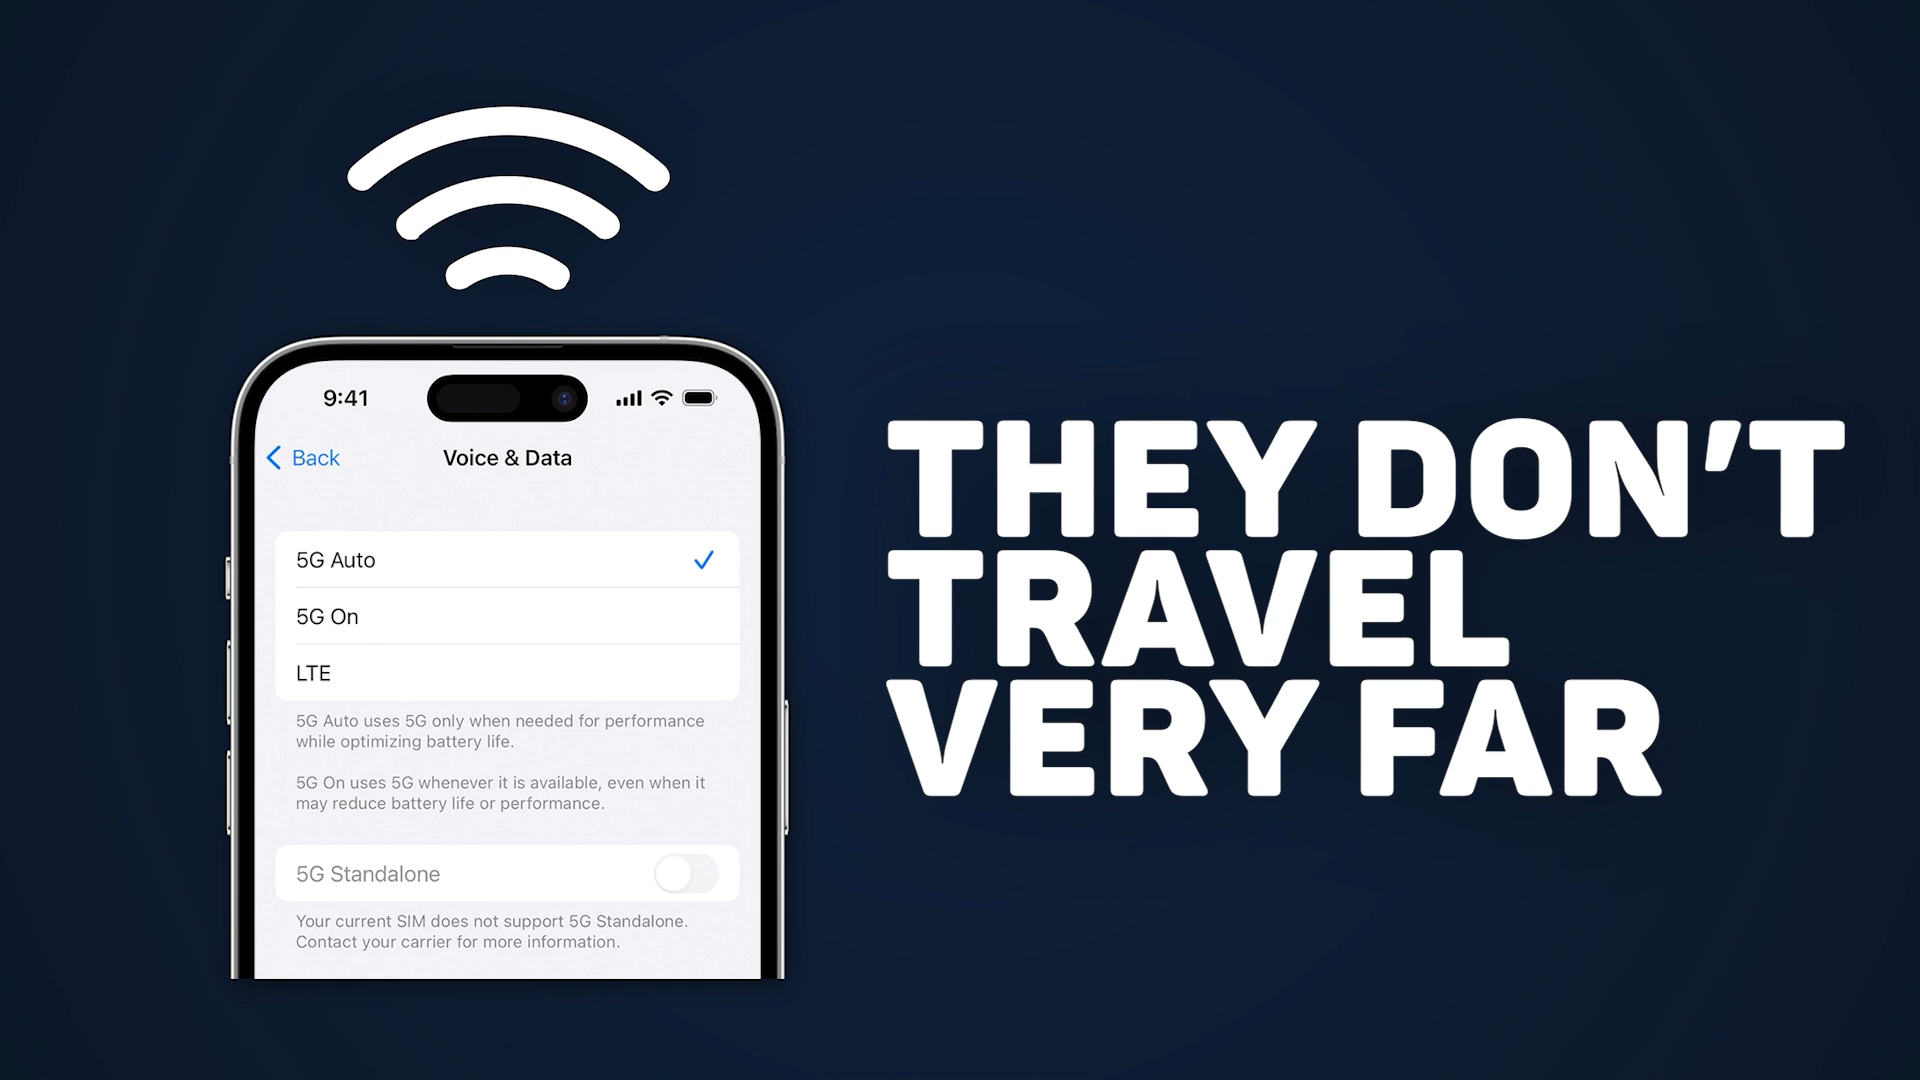 9:41
Back
Voice & Data
5G Auto
5G On
LTE
5G Auto uses 5G only when needed for performance
while optimizing battery life.
5G On uses 5G whenever it is available, even when it
may reduce battery life or performance.
5G Standalone
Your current SIM does not support 5G Standalone.
Contact your carrier for more information.
THEY DON'T
TRAVEL
VERY FAR